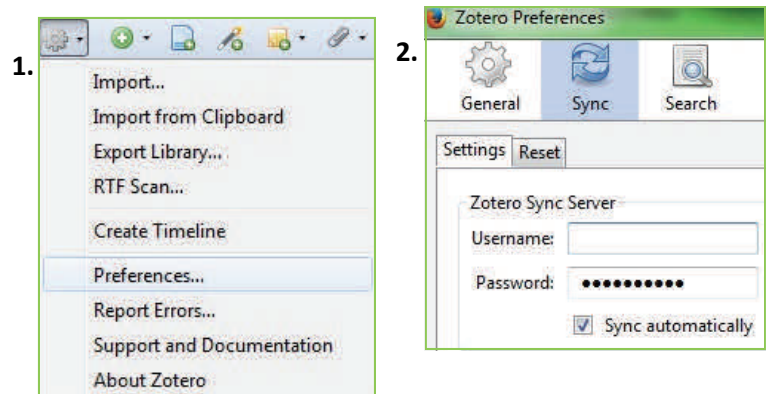 1.
Import...
Import from Clipboard
Export Library...
RTF Scan...
Create Timeline
Preferences...
Report Errors...
Support and Documentation
About Zotero
2.
Zotero Preferences
General Sync Search
Settings Reset
Zotero Sync Server
Username:
Password: ●●●●●●●●●●
Sync automatically